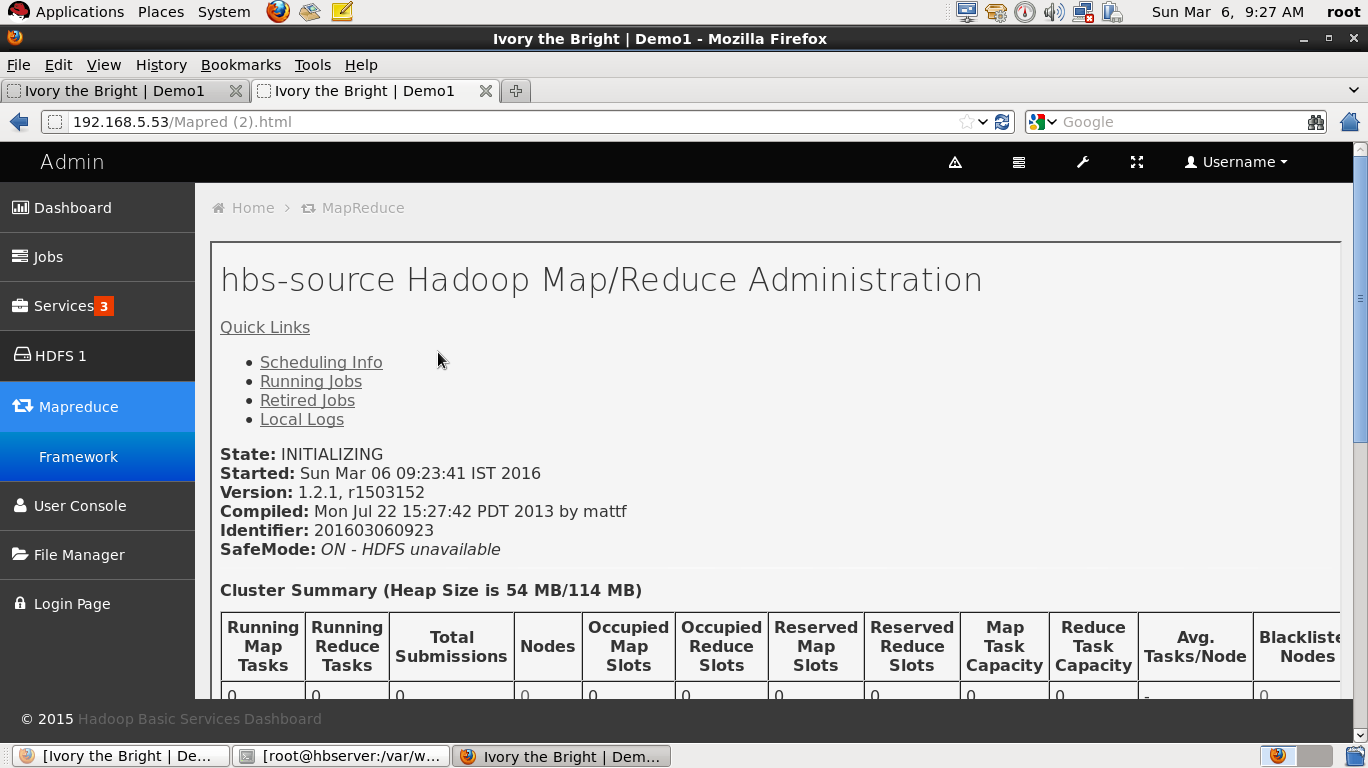 Applications Places System Sun Mar 6, 9:27 AM root
Ivory the Bright | Demo1 - Mozilla Firefox
File Edit View History Bookmarks Tools Help
Ivory the Bright | Demo1 Ivory the Bright | Demo1
192.168.5.53/Mapred (2).html Google
Admin Username
Dashboard
Jobs
Services 3
HDFS 1
Mapreduce
Framework
User Console
File Manager
Login Page
Home > MapReduce
hbs-source Hadoop Map/Reduce Administration
Quick Links
• Scheduling Info
• Running Jobs
• Retired Jobs
• Local Logs
State: INITIALIZING
Started: Sun Mar 06 09:23:41 IST 2016
Version: 1.2.1, r1503152
Compiled: Mon Jul 22 15:27:42 PDT 2013 by mattf
Identifier: 201603060923
SafeMode: ON - HDFS unavailable
Cluster Summary (Heap Size is 54 MB/114 MB)
Running Map Tasks Running Reduce Tasks Total Submissions Nodes Occupied Map Slots Occupied Reduce Slots Reserved Map Slots Reserved Reduce Slots Map Task Capacity Reduce Task Capacity Avg. Tasks/Node Blackliste Nodes
0 0 0 0 0 0 0 0 0 0 - 0
© 2015 Hadoop Basic Services Dashboard
[Ivory the Bright | De... [root@hbserver:/var/w... Ivory the Bright | Dem...